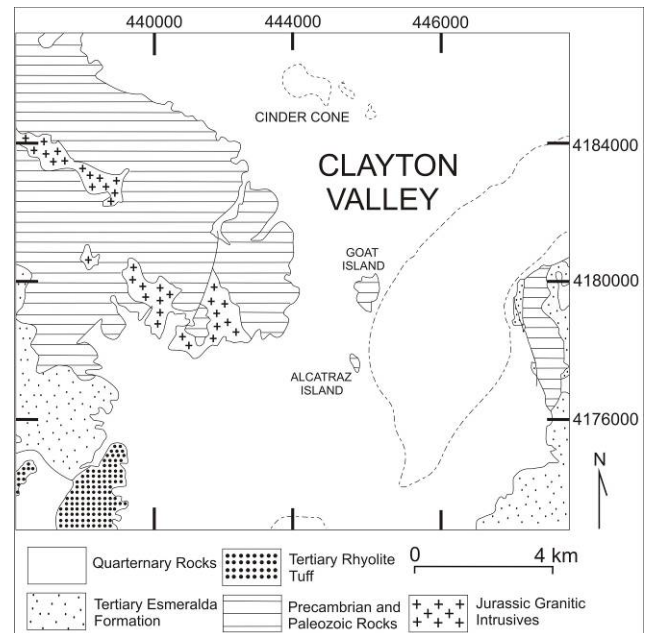 440000 444000 446000
CINDER CONE
CLAYTON
VALLEY
4184000
GOAT
ISLAND
4180000
ALCATRAZ
ISLAND
4176000
N
0 4 km
Quarternary Rocks
Tertiary Rhyolite
Tuff
Tertiary Esmeralda
Formation
Precambrian and
Paleozoic Rocks
Jurassic Granitic
Intrusives